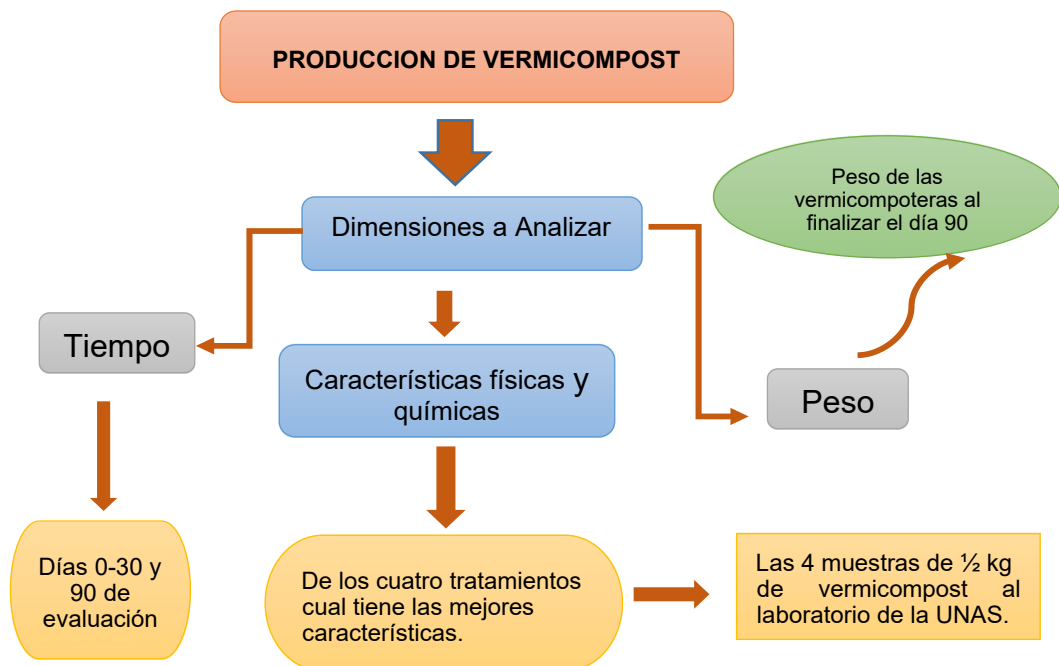 PRODUCCION DE VERMICOMPOST
Peso de las
vermicompoteras al
finalizar el día 90
Dimensiones a Analizar
Tiempo
Características físicas y
químicas
Peso
Días 0-30 y
90 de
evaluación
De los cuatro tratamientos
cual tiene las mejores
características.
Las 4 muestras de ½ kg
de vermicompost al
laboratorio de la UNAS.